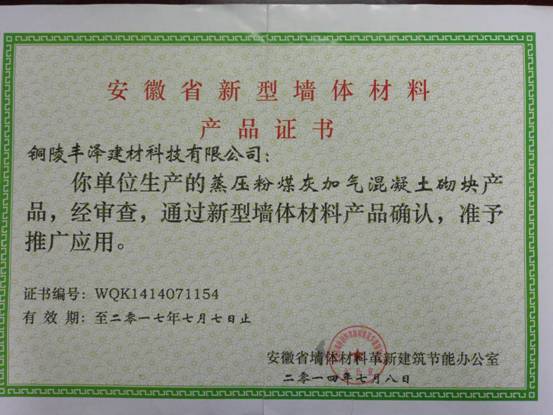 安徽省新型墙体材料
产品证书
铜陵丰泽建材科技有限公司：
你单位生产的蒸压粉煤灰加气混凝土砌块产
品，经审查，通过新型墙体材料产品确认，准予
推广应用。
证书编号：WQK1414071154
有效期：至二零一七年七月七日止
安徽省墙体材料革新建筑节能办公室
二零一四年七月八日